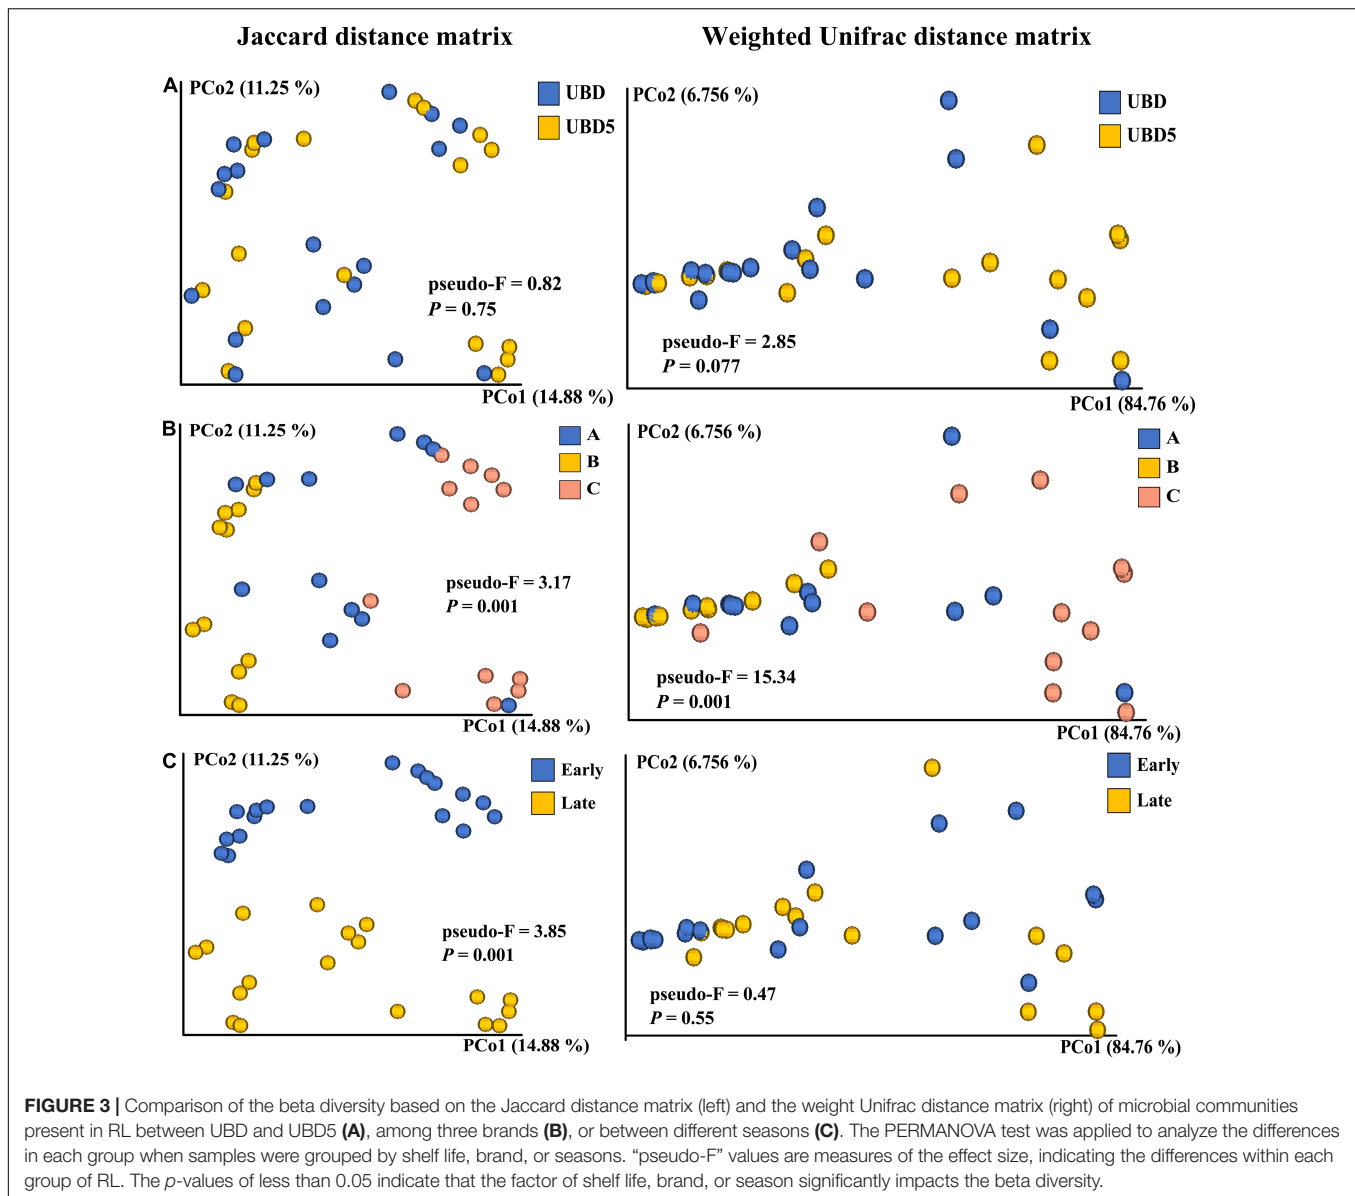 Jaccard distance matrix
Weighted Unifrac distance matrix
A
PCo2 (11.25 %)
UBD
UBD5
pseudo-F = 0.82
P = 0.75
PCo1 (14.88 %)
PCo2 (6.756 %)
UBD
UBD5
pseudo-F = 2.85
P = 0.077
PCo1 (84.76 %)
B
PCo2 (11.25 %)
A
B
C
pseudo-F = 3.17
P = 0.001
PCo1 (14.88 %)
PCo2 (6.756 %)
A
B
C
pseudo-F = 15.34
P = 0.001
PCo1 (84.76 %)
C
PCo2 (11.25 %)
Early
Late
pseudo-F = 3.85
P = 0.001
PCo1 (14.88 %)
PCo2 (6.756 %)
Early
Late
pseudo-F = 0.47
P = 0.55
PCo1 (84.76 %)
FIGURE 3 | Comparison of the beta diversity based on the Jaccard distance matrix (left) and the weight Unifrac distance matrix (right) of microbial communities
present in RL between UBD and UBD5 (A), among three brands (B), or between different seasons (C). The PERMANOVA test was applied to analyze the differences
in each group when samples were grouped by shelf life, brand, or seasons. “pseudo-F” values are measures of the effect size, indicating the differences within each
group of RL. The p-values of less than 0.05 indicate that the factor of shelf life, brand, or season significantly impacts the beta diversity.